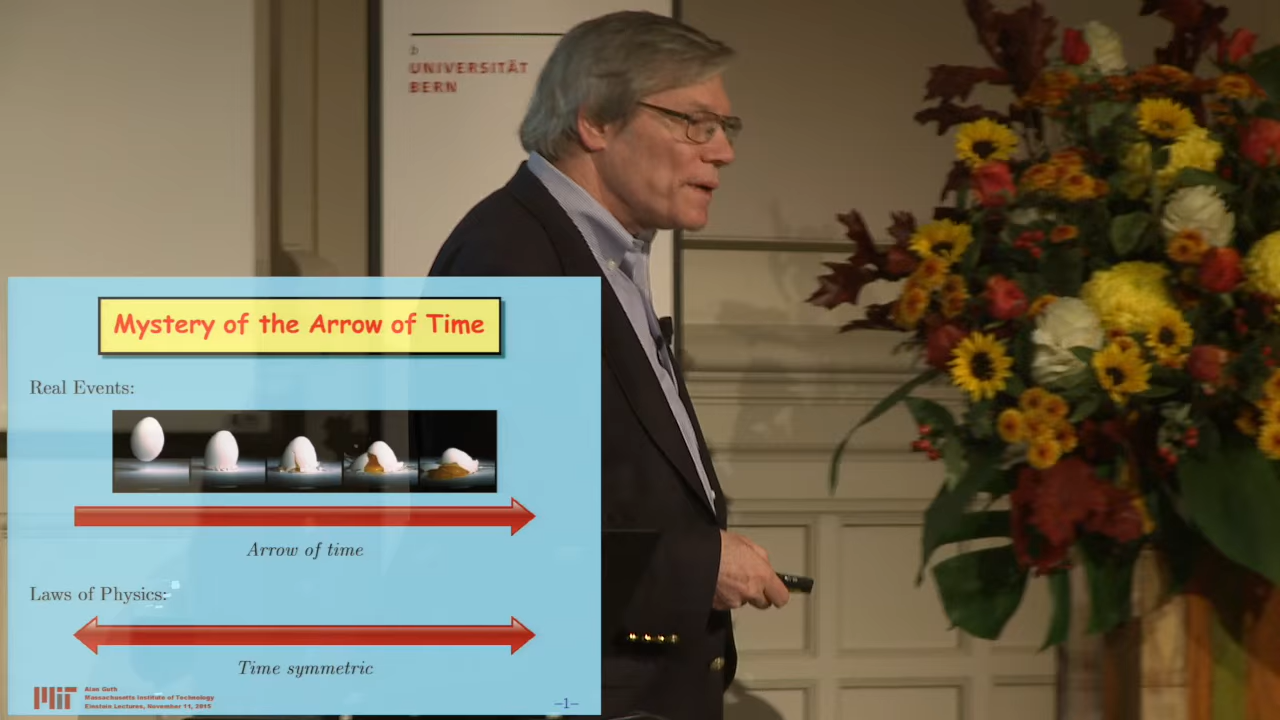 b
UNIVERSITÄT
BERN
Mystery of the Arrow of Time
Real Events:
Arrow of time
Laws of Physics:
Time symmetric
MIT
Alan Guth
Massachusetts Institute of Technology
Einstein Lectures, November 11, 2015
–1–